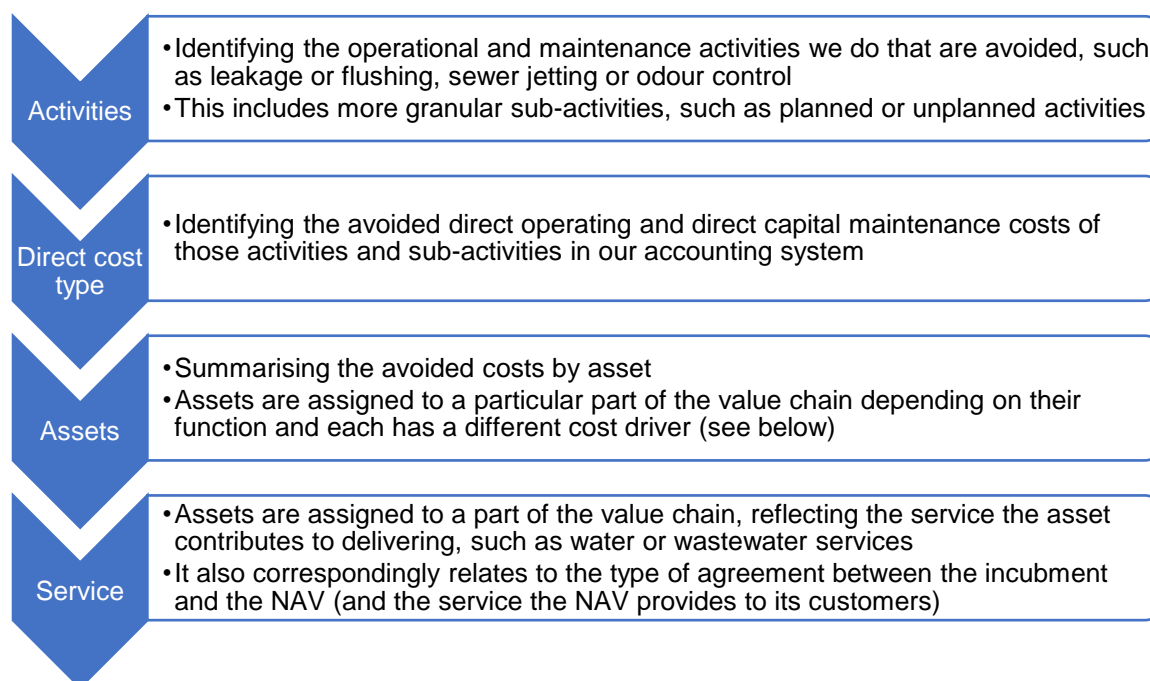 Activities
•Identifying the operational and maintenance activities we do that are avoided, such
as leakage or flushing, sewer jetting or odour control
•This includes more granular sub-activities, such as planned or unplanned activities
Direct cost
type
•Identifying the avoided direct operating and direct capital maintenance costs of
those activities and sub-activities in our accounting system
Assets
•Summarising the avoided costs by asset
•Assets are assigned to a particular part of the value chain depending on their
function and each has a different cost driver (see below)
Service
•Assets are assigned to a part of the value chain, reflecting the service the asset
contributes to delivering, such as water or wastewater services
•It also correspondingly relates to the type of agreement between the incubment
and the NAV (and the service the NAV provides to its customers)